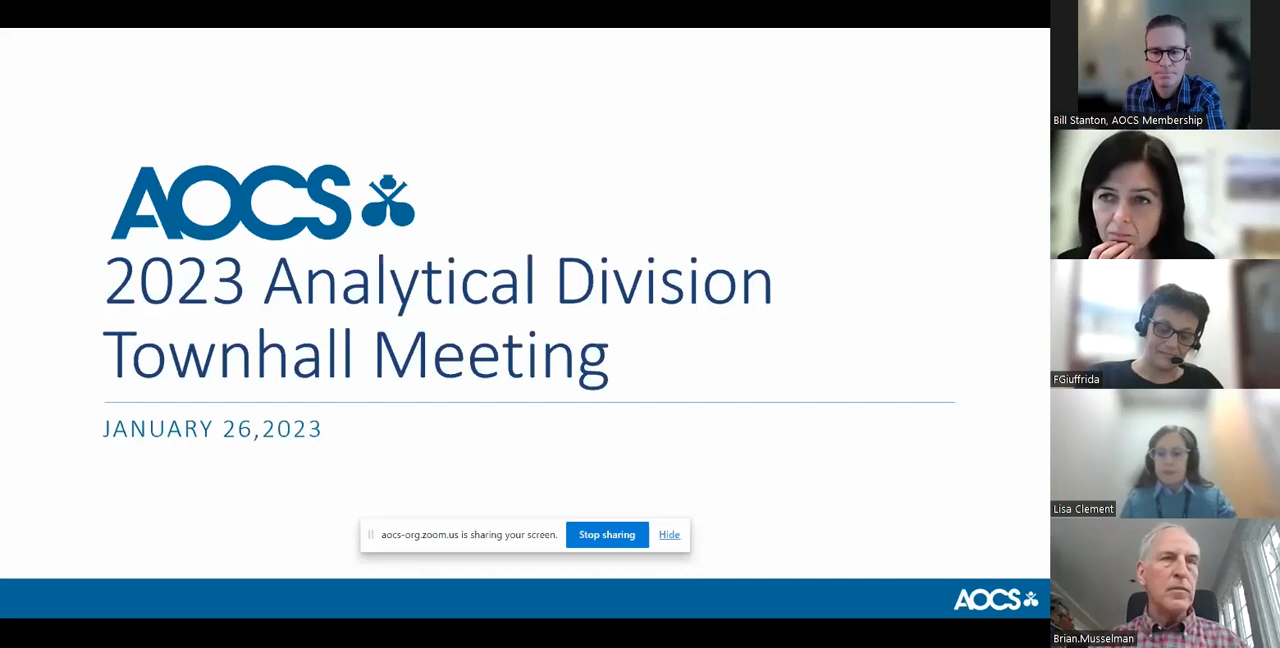 AOCS
2023 Analytical Division
Townhall Meeting
JANUARY 26,2023
aocs-org.zoom.us is sharing your screen.
Stop sharing
Hide
AOCS
Bill Stanton, AOCS Membership
FGiuffrida
Lisa Clement
Brian.Musselman